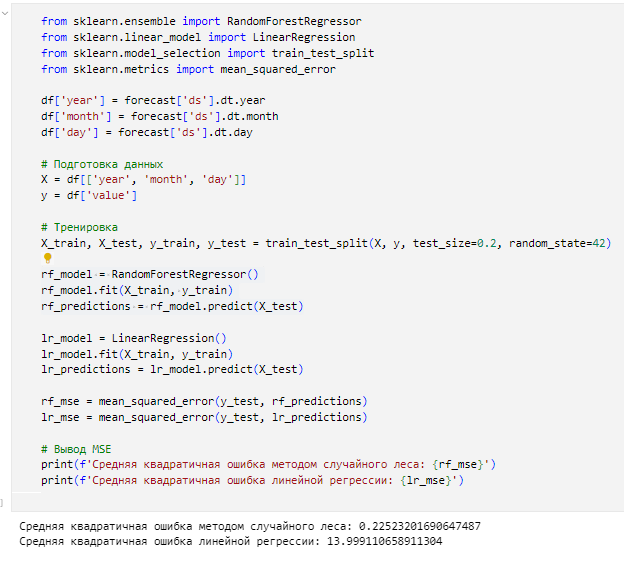 from sklearn.ensemble import RandomForestRegressor
from sklearn.linear_model import LinearRegression
from sklearn.model_selection import train_test_split
from sklearn.metrics import mean_squared_error
df['year'] = forecast['ds'].dt.year
df['month'] = forecast['ds'].dt.month
df['day'] = forecast['ds'].dt.day
# Подготовка данных
X = df[['year', 'month', 'day']]
y = df['value']
# Тренировка
X_train, X_test, y_train, y_test = train_test_split(X, y, test_size=0.2, random_state=42)
rf_model = RandomForestRegressor()
rf_model.fit(X_train, y_train)
rf_predictions = rf_model.predict(X_test)
lr_model = LinearRegression()
lr_model.fit(X_train, y_train)
lr_predictions = lr_model.predict(X_test)
rf_mse = mean_squared_error(y_test, rf_predictions)
lr_mse = mean_squared_error(y_test, lr_predictions)
# Вывод MSE
print(f'Средняя квадратичная ошибка методом случайного леса: {rf_mse}')
print(f'Средняя квадратичная ошибка линейной регрессии: {lr_mse}')
Средняя квадратичная ошибка методом случайного леса: 0.22523201690647487
Средняя квадратичная ошибка линейной регрессии: 13.999110658911304